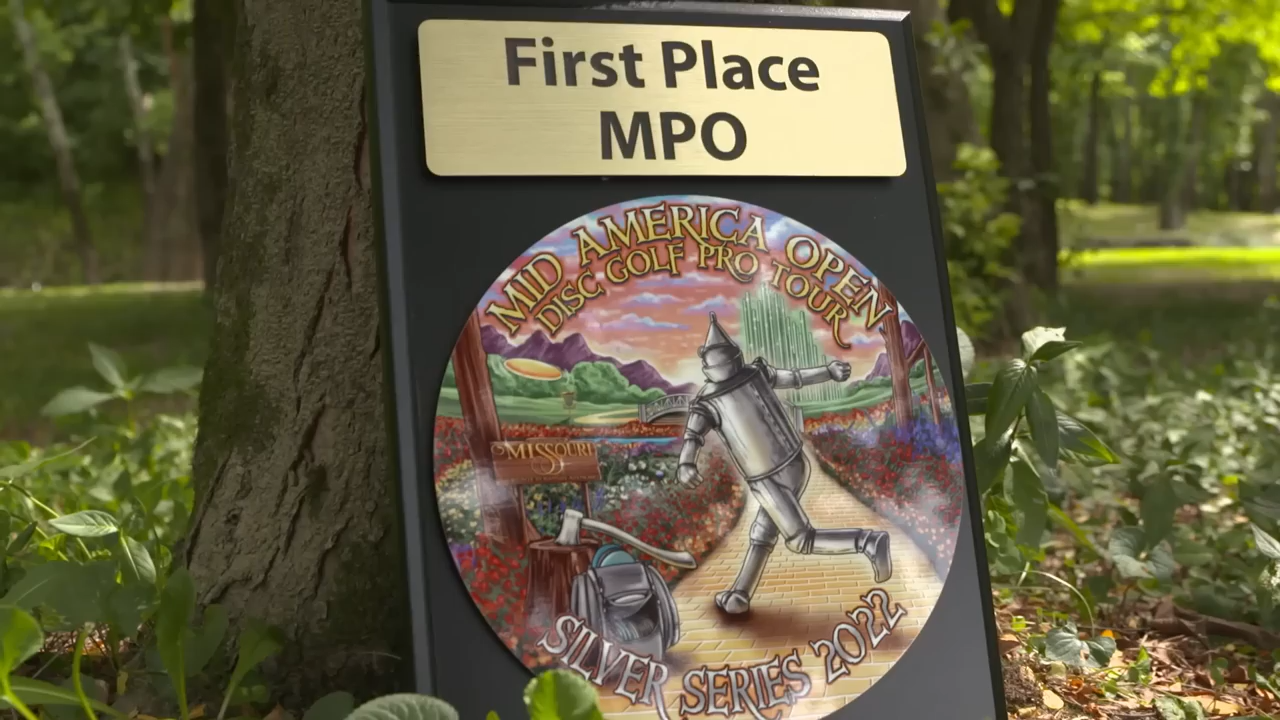 First Place
MPO
MID AMERICA OPEN
DISC GOLF PRO TOUR
MISSOURI
SILVER SERIES 2022